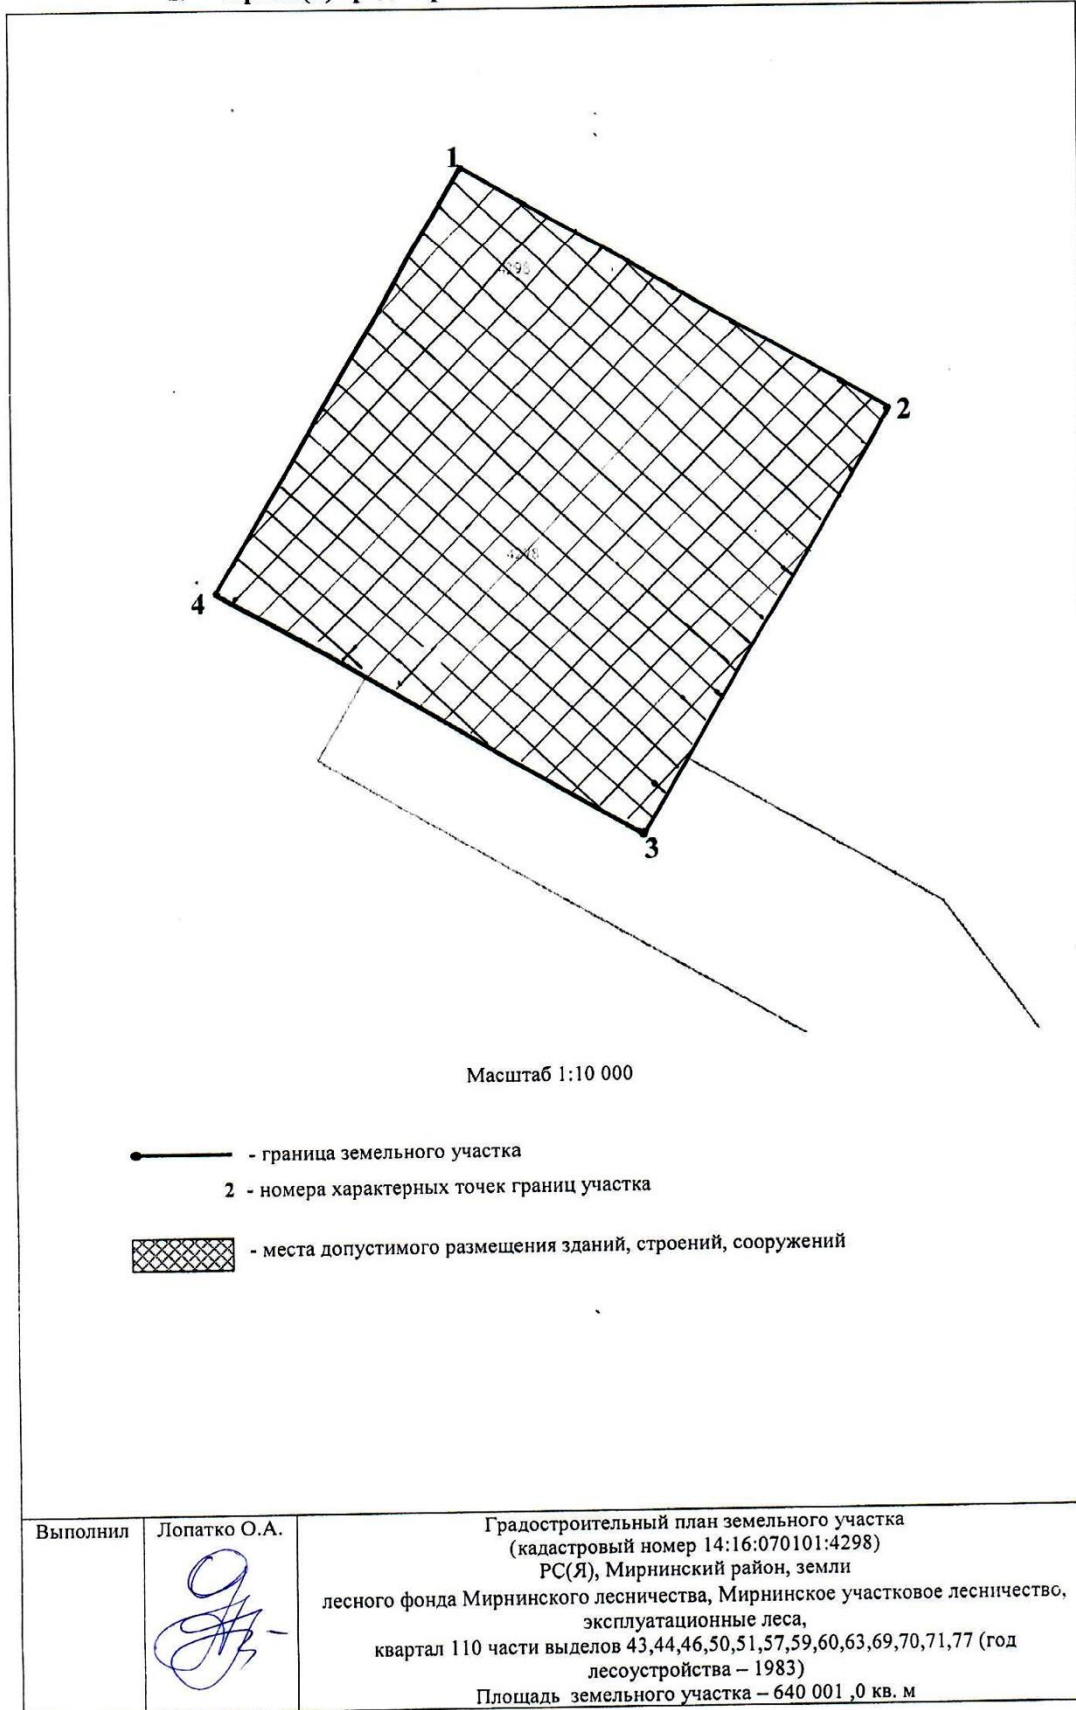 1
4298
2
4298
4
3
Масштаб 1:10 000
- граница земельного участка
2 - номера характерных точек границ участка
- места допустимого размещения зданий, строений, сооружений
Выполнил
Лопатко О.А.
Градостроительный план земельного участка
(кадастровый номер 14:16:070101:4298)
РС(Я), Мирнинский район, земли
лесного фонда Мирнинского лесничества, Мирнинское участковое лесничество,
эксплуатационные леса,
квартал 110 части выделов 43,44,46,50,51,57,59,60,63,69,70,71,77 (год
лесоустройства – 1983)
Площадь земельного участка – 640 001 ,0 кв. м